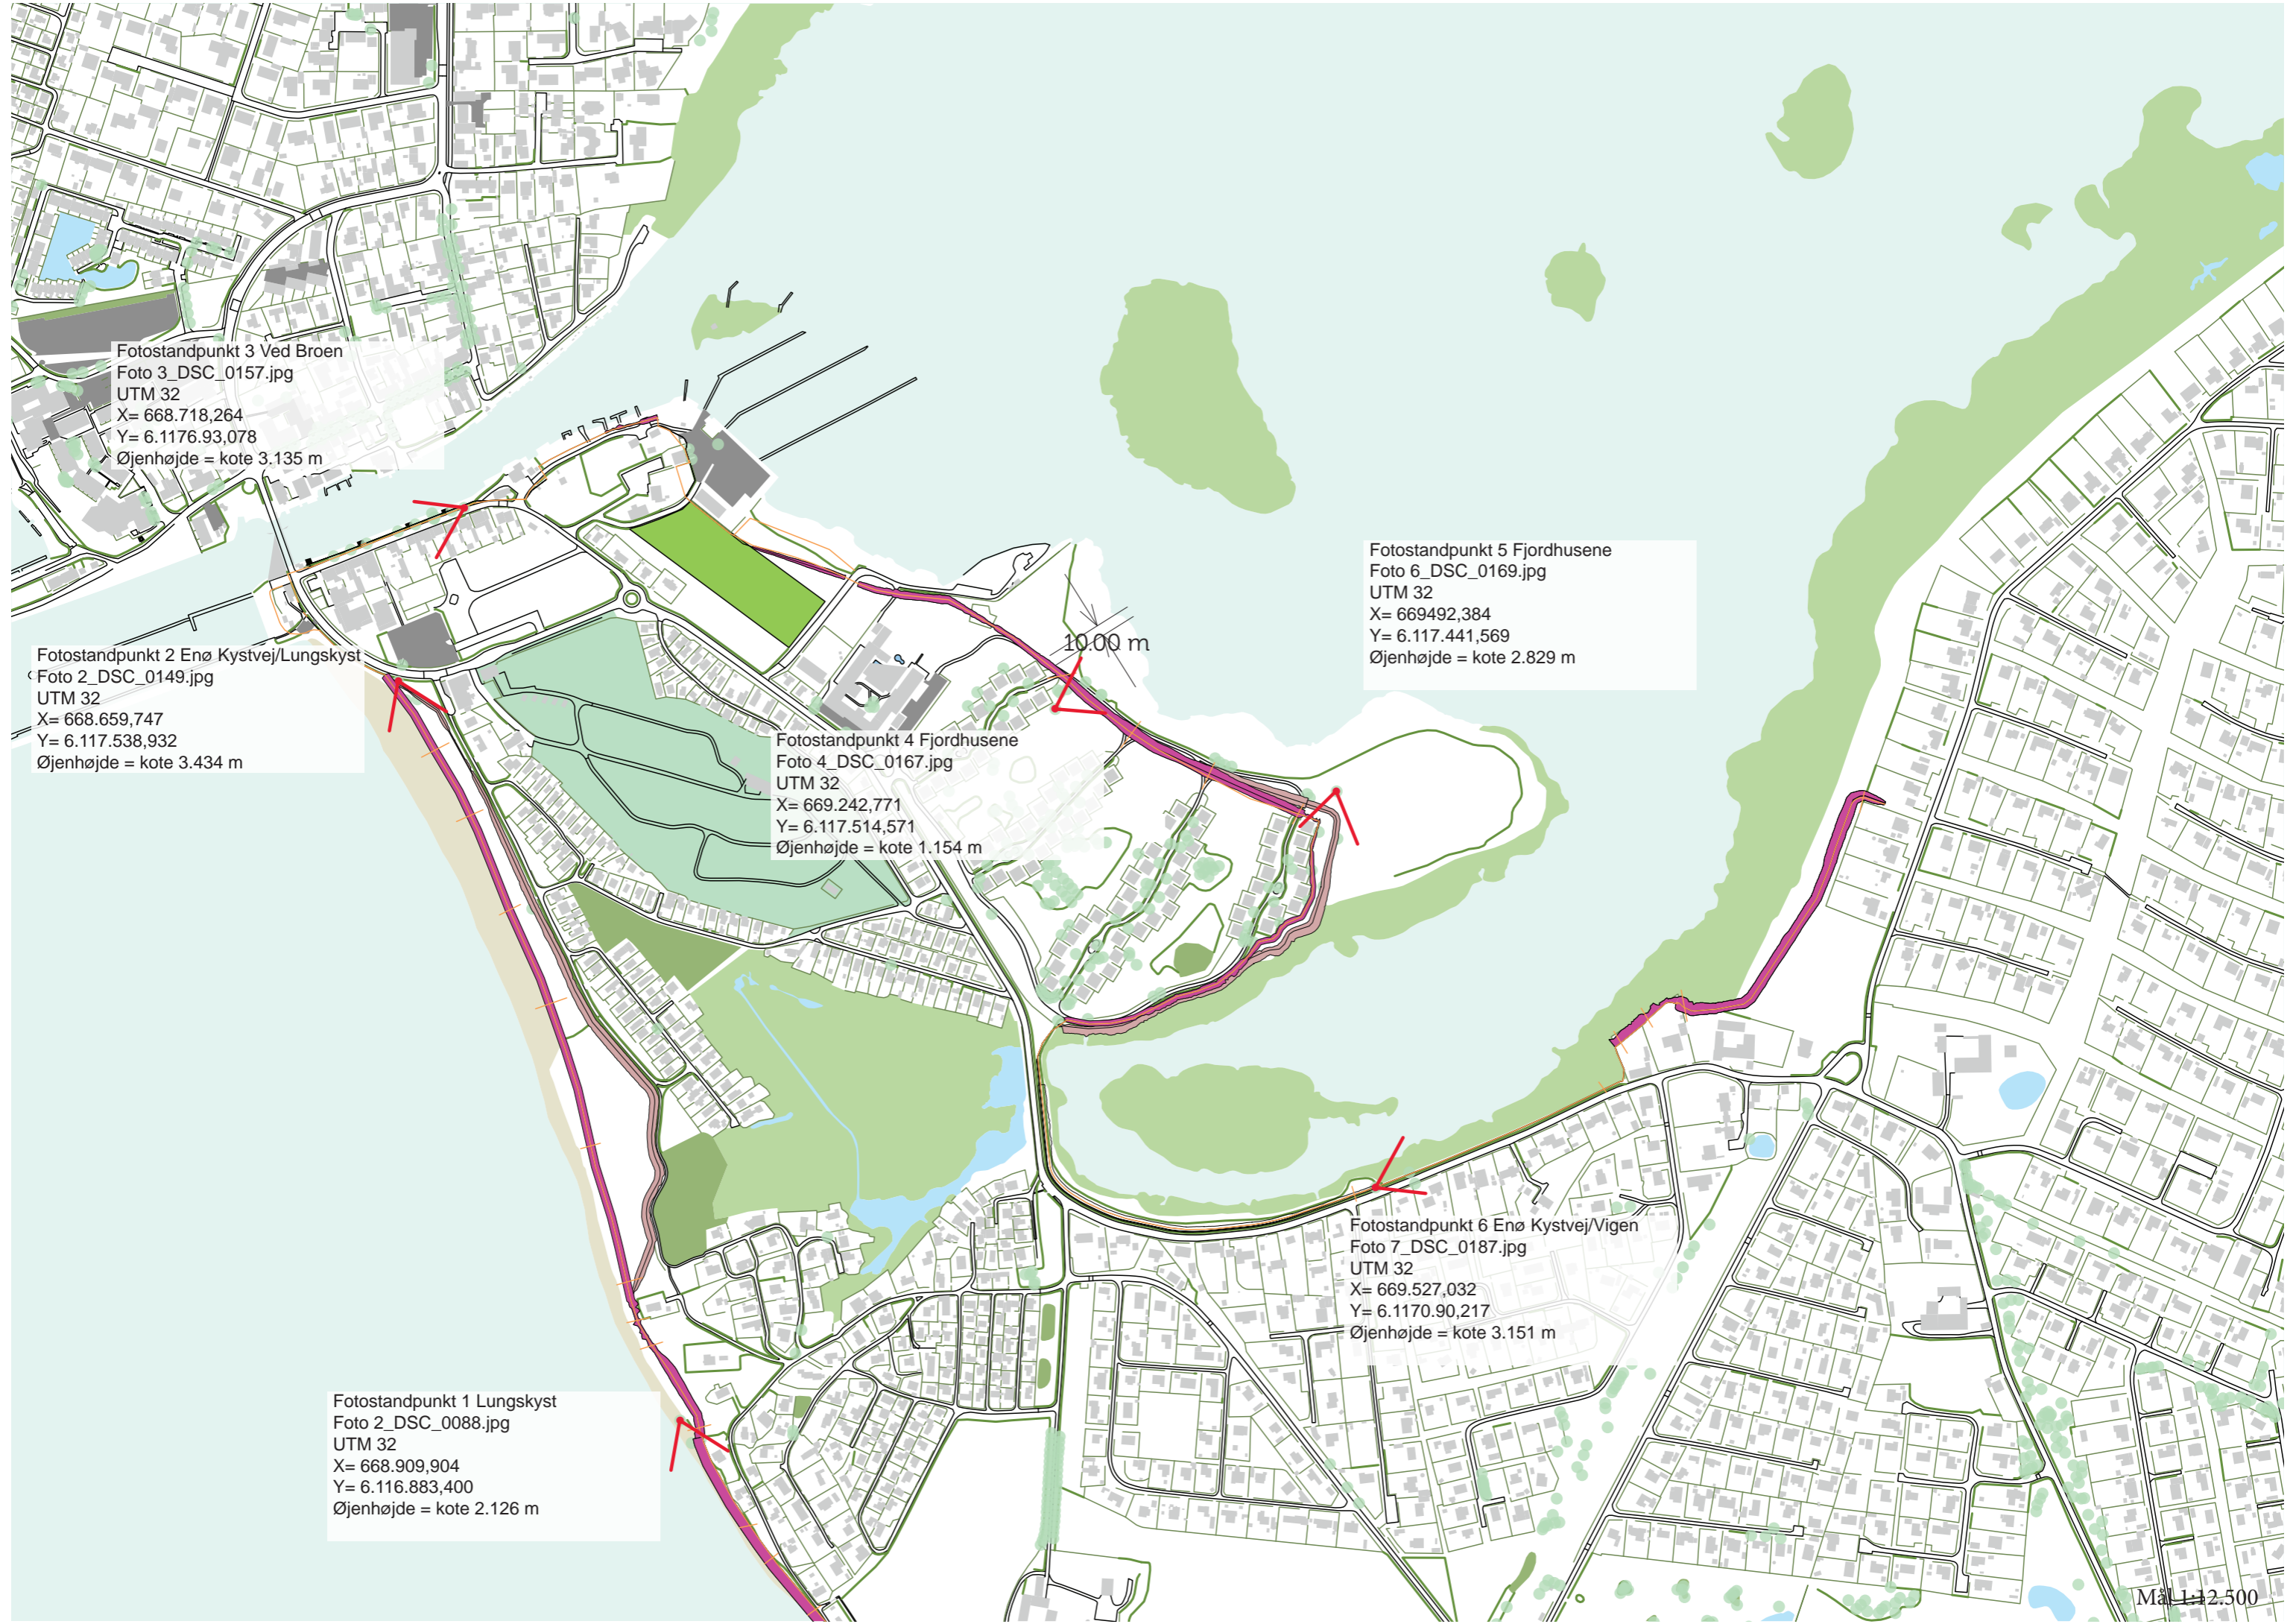 Fotostandpunkt 3 Ved Broen
Foto 3_DSC_0157.jpg
UTM 32
X= 668.718,264
Y= 6.1176.93,078
Øjenhøjde = kote 3.135 m
Fotostandpunkt 5 Fjordhusene
Foto 6_DSC_0169.jpg
UTM 32
X= 669492,384
Y= 6.117.441,569
Øjenhøjde = kote 2.829 m
10.00 m
Fotostandpunkt 2 Enø Kystvej/Lungskyst
Foto 2_DSC_0149.jpg
UTM 32
X= 668.659,747
Y= 6.117.538,932
Øjenhøjde = kote 3.434 m
Fotostandpunkt 4 Fjordhusene
Foto 4_DSC_0167.jpg
UTM 32
X= 669.242,771
Y= 6.117.514,571
Øjenhøjde = kote 1.154 m
Fotostandpunkt 6 Enø Kystvej/Vigen
Foto 7_DSC_0187.jpg
UTM 32
X= 669.527,032
Y= 6.1170.90,217
Øjenhøjde = kote 3.151 m
Fotostandpunkt 1 Lungskyst
Foto 2_DSC_0088.jpg
UTM 32
X= 668.909,904
Y= 6.116.883,400
Øjenhøjde = kote 2.126 m
Mål 1:12.500